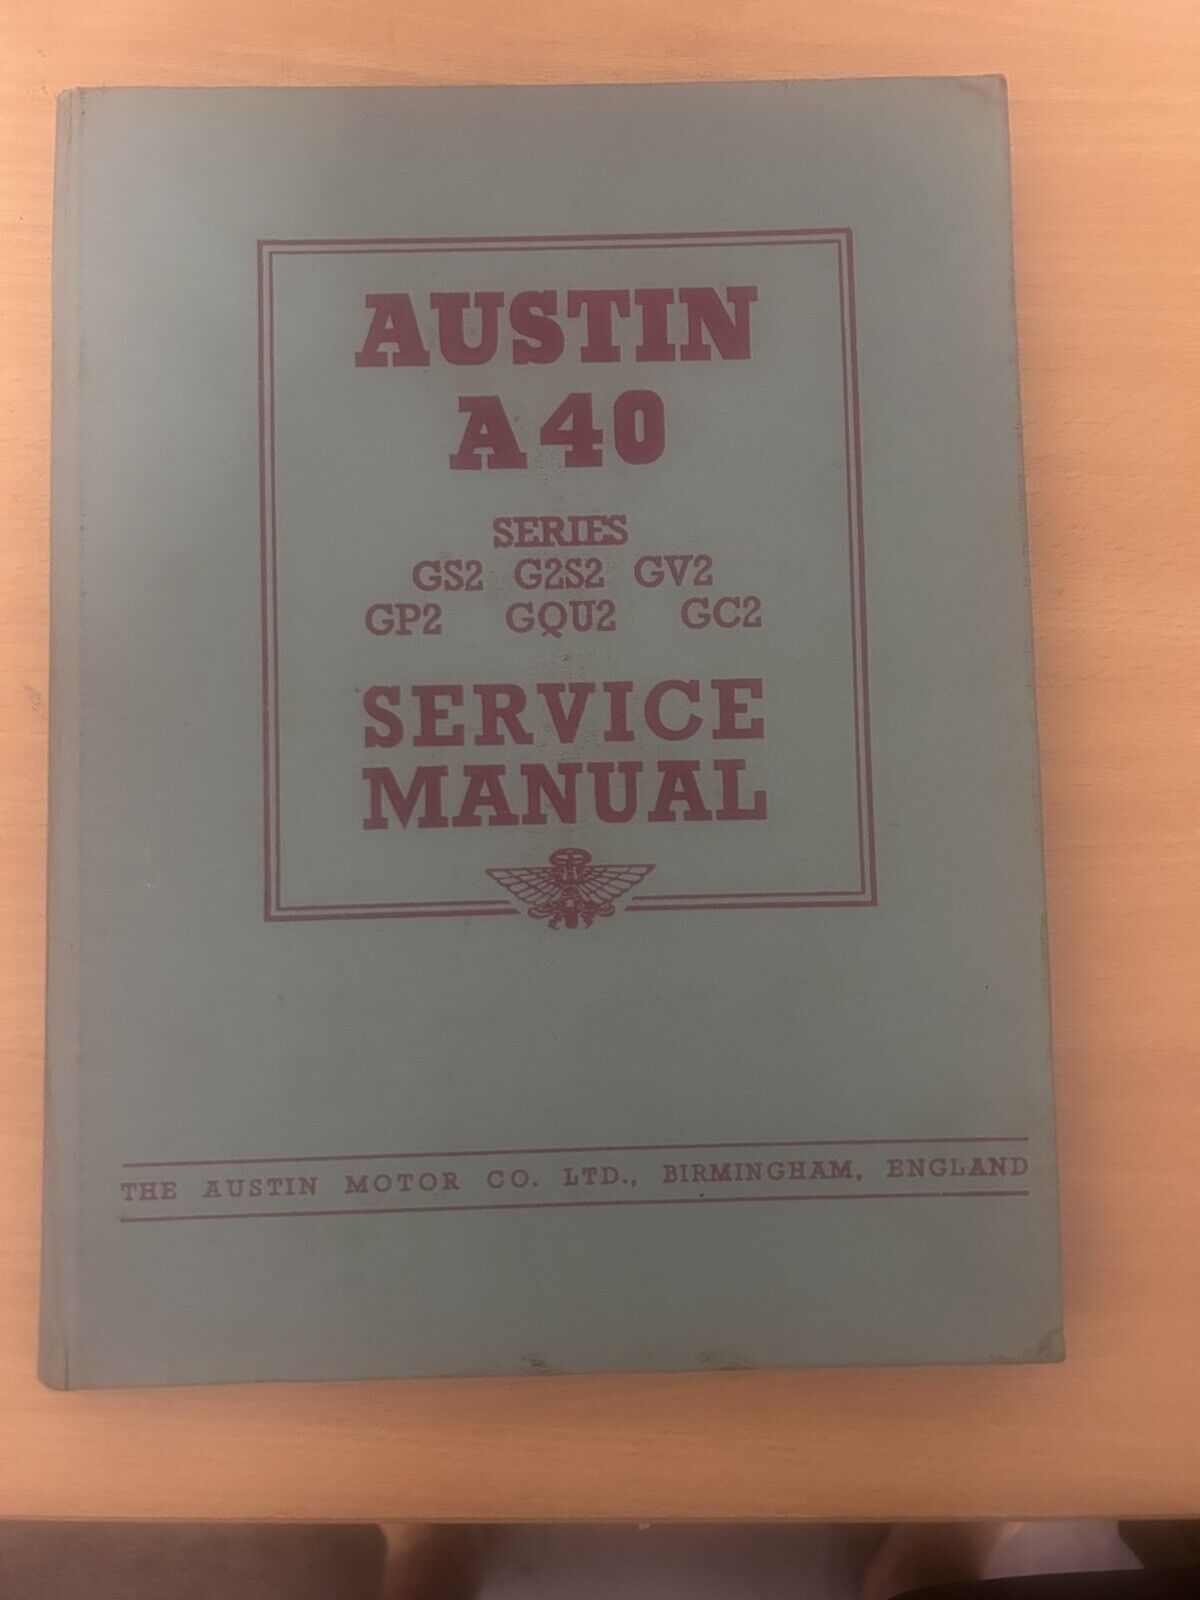 AUSTIN
A40
SERIES
GS2 G2S2 GV2
GP2 GQU2 GC2
SERVICE
MANUAL
THE AUSTIN MOTOR CO. LTD., BIRMINGHAM, ENGLAND